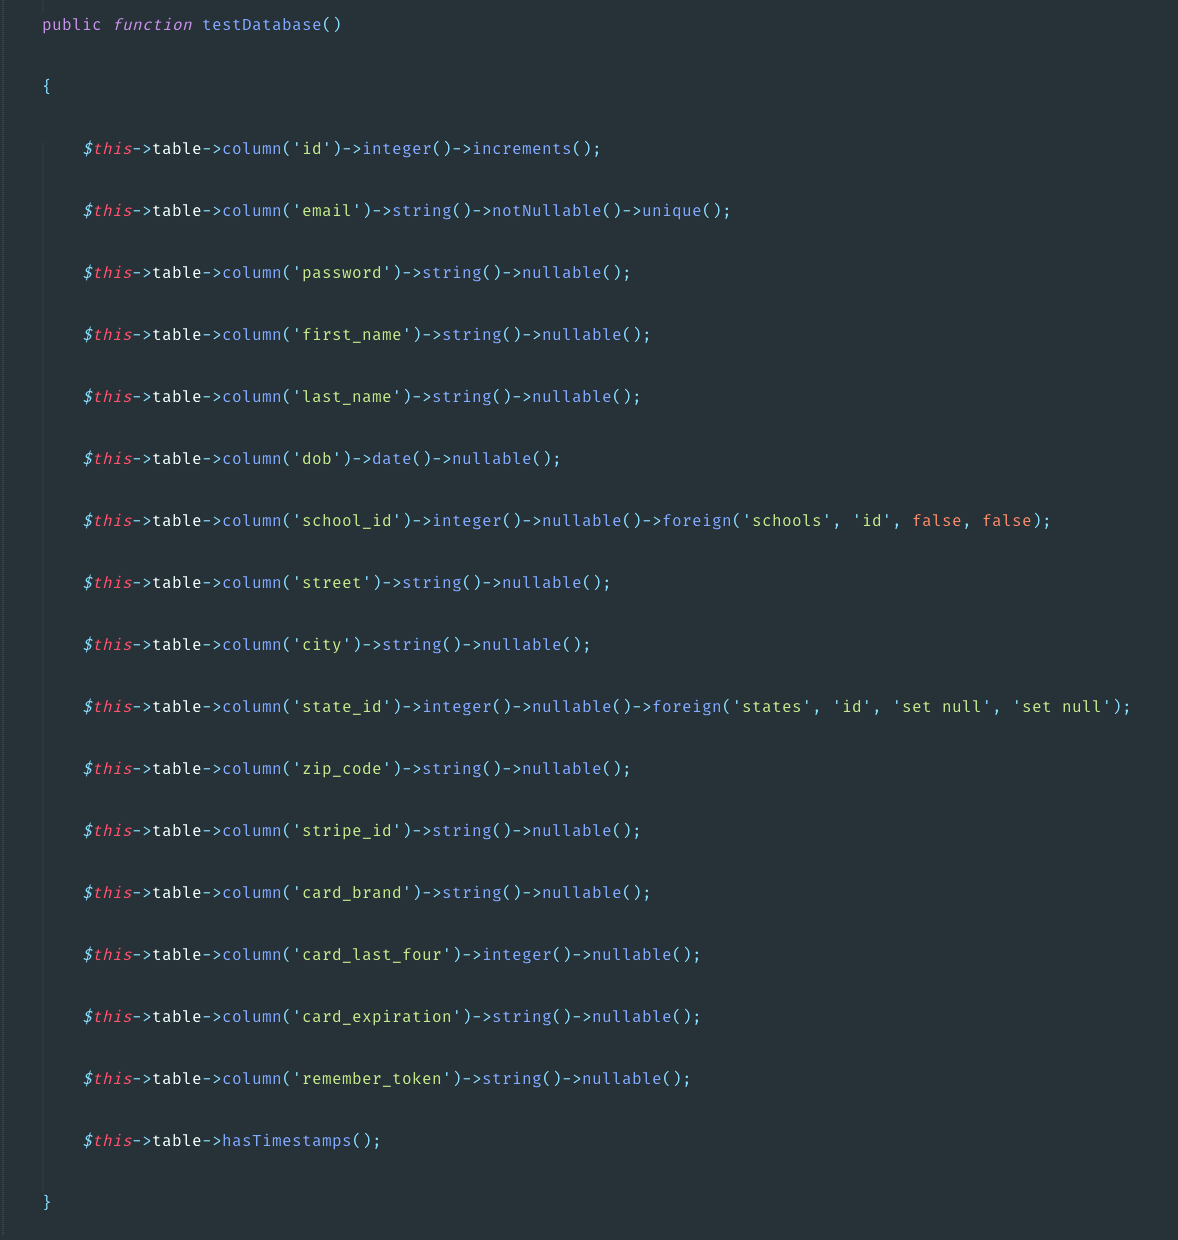 public function testDatabase()
{
$this->table->column('id')->integer()->increments();
$this->table->column('email')->string()->notNullable()->unique();
$this->table->column('password')->string()->nullable();
$this->table->column('first_name')->string()->nullable();
$this->table->column('last_name')->string()->nullable();
$this->table->column('dob')->date()->nullable();
$this->table->column('school_id')->integer()->nullable()->foreign('schools', 'id', false, false);
$this->table->column('street')->string()->nullable();
$this->table->column('city')->string()->nullable();
$this->table->column('state_id')->integer()->nullable()->foreign('states', 'id', 'set null', 'set null');
$this->table->column('zip_code')->string()->nullable();
$this->table->column('stripe_id')->string()->nullable();
$this->table->column('card_brand')->string()->nullable();
$this->table->column('card_last_four')->integer()->nullable();
$this->table->column('card_expiration')->string()->nullable();
$this->table->column('remember_token')->string()->nullable();
$this->table->hasTimestamps();
}